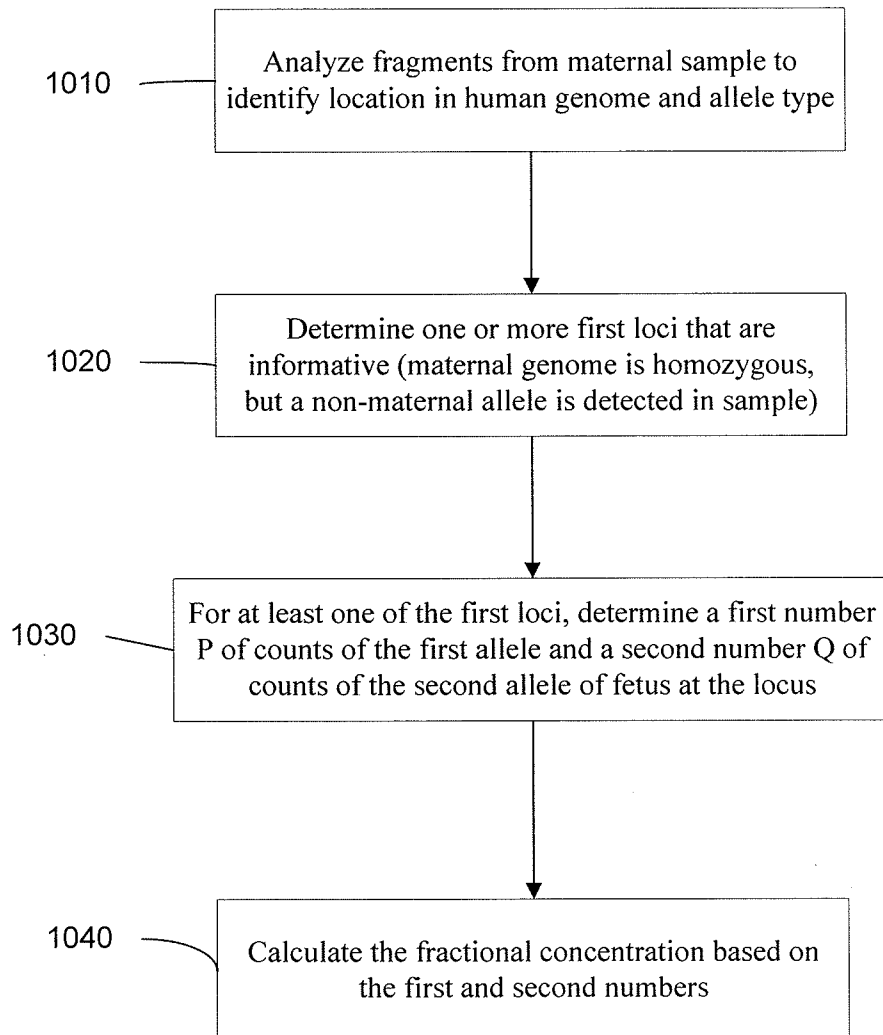 1010
Analyze fragments from maternal sample to
identify location in human genome and allele type
1020
Determine one or more first loci that are
informative (maternal genome is homozygous,
but a non-maternal allele is detected in sample)
1030
For at least one of the first loci, determine a first number
P of counts of the first allele and a second number Q of
counts of the second allele of fetus at the locus
1040
Calculate the fractional concentration based on
the first and second numbers